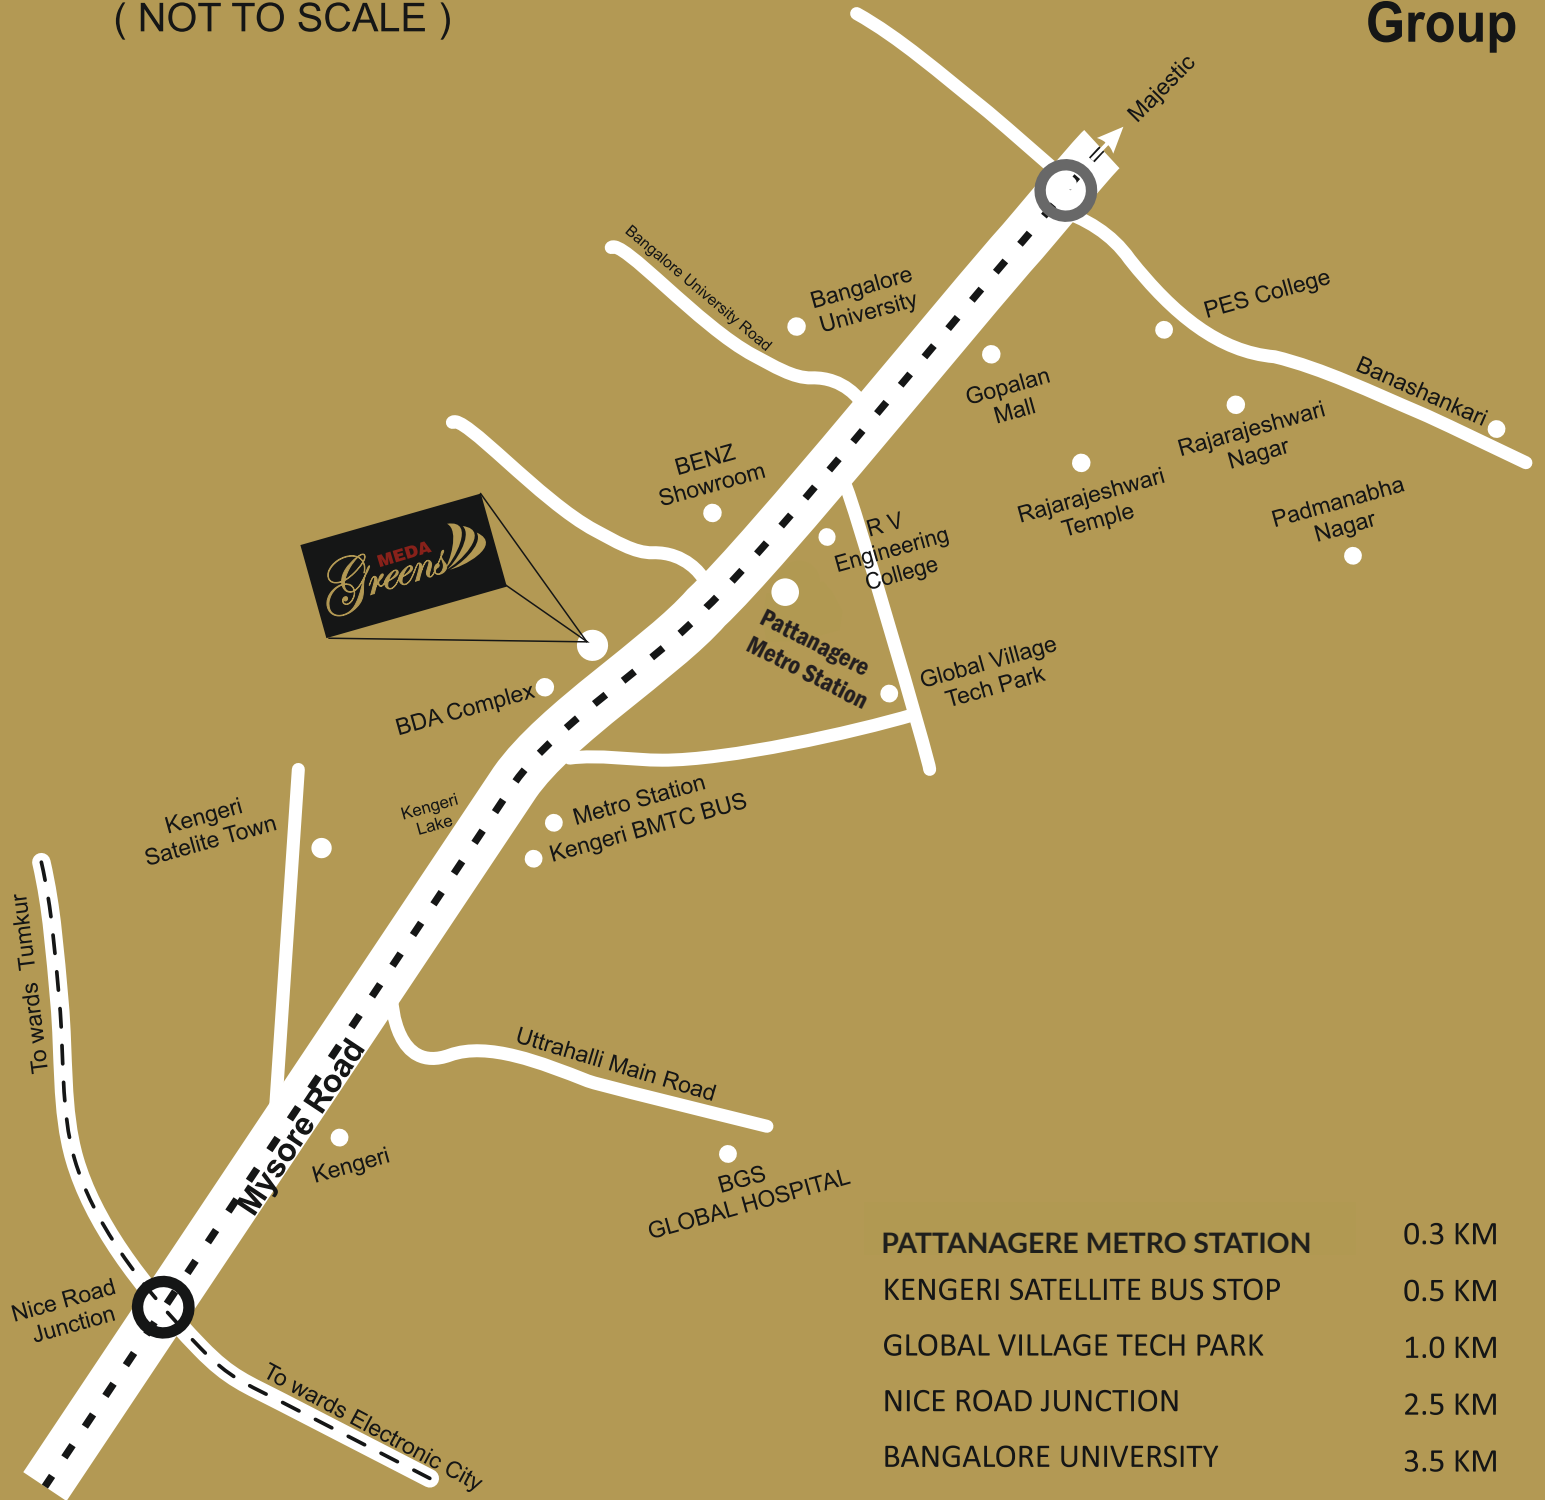 ( NOT TO SCALE )
Group
Majestic
Bangalore University Road
Bangalore
University
PES College
Banashankari
Gopalan
Mall
Rajarajeshwari
Nagar
BENZ
Showroom
Rajarajeshwari
Temple
Padmanabha
Nagar
R V
Engineering
College
MEDA
Greens
Pattanagere
Metro Station
Global Village
Tech Park
BDA Complex
Kengeri
Satelite Town
Kengeri
Lake
Metro Station
Kengeri BMTC BUS
To wards Tumkur
Mysore Road
Uttrahalli Main Road
Kengeri
BGS
GLOBAL HOSPITAL
Nice Road
Junction
To wards Electronic City
PATTANAGERE METRO STATION 0.3 KM
KENGERI SATELLITE BUS STOP 0.5 KM
GLOBAL VILLAGE TECH PARK 1.0 KM
NICE ROAD JUNCTION 2.5 KM
BANGALORE UNIVERSITY 3.5 KM